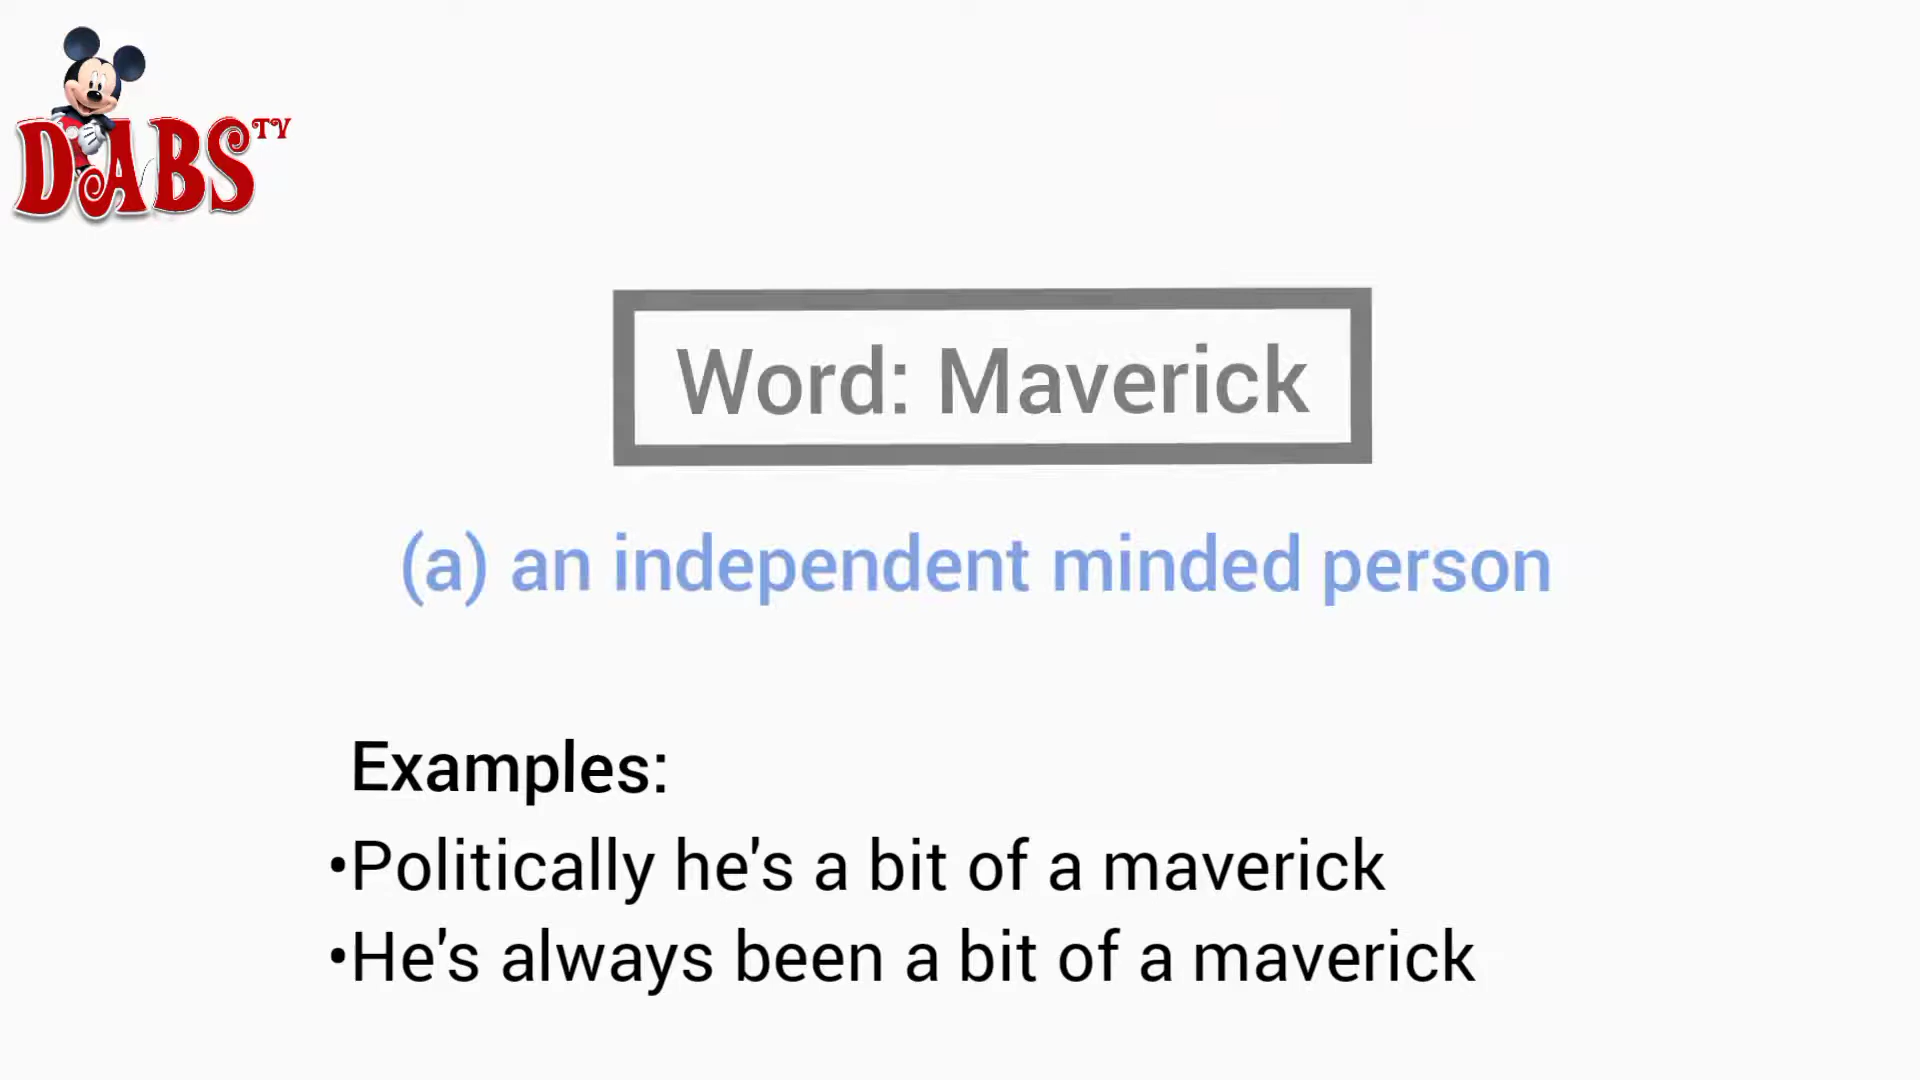 DABS TV
Word: Maverick
(a) an independent minded person
Examples:
•Politically he's a bit of a maverick
•He's always been a bit of a maverick